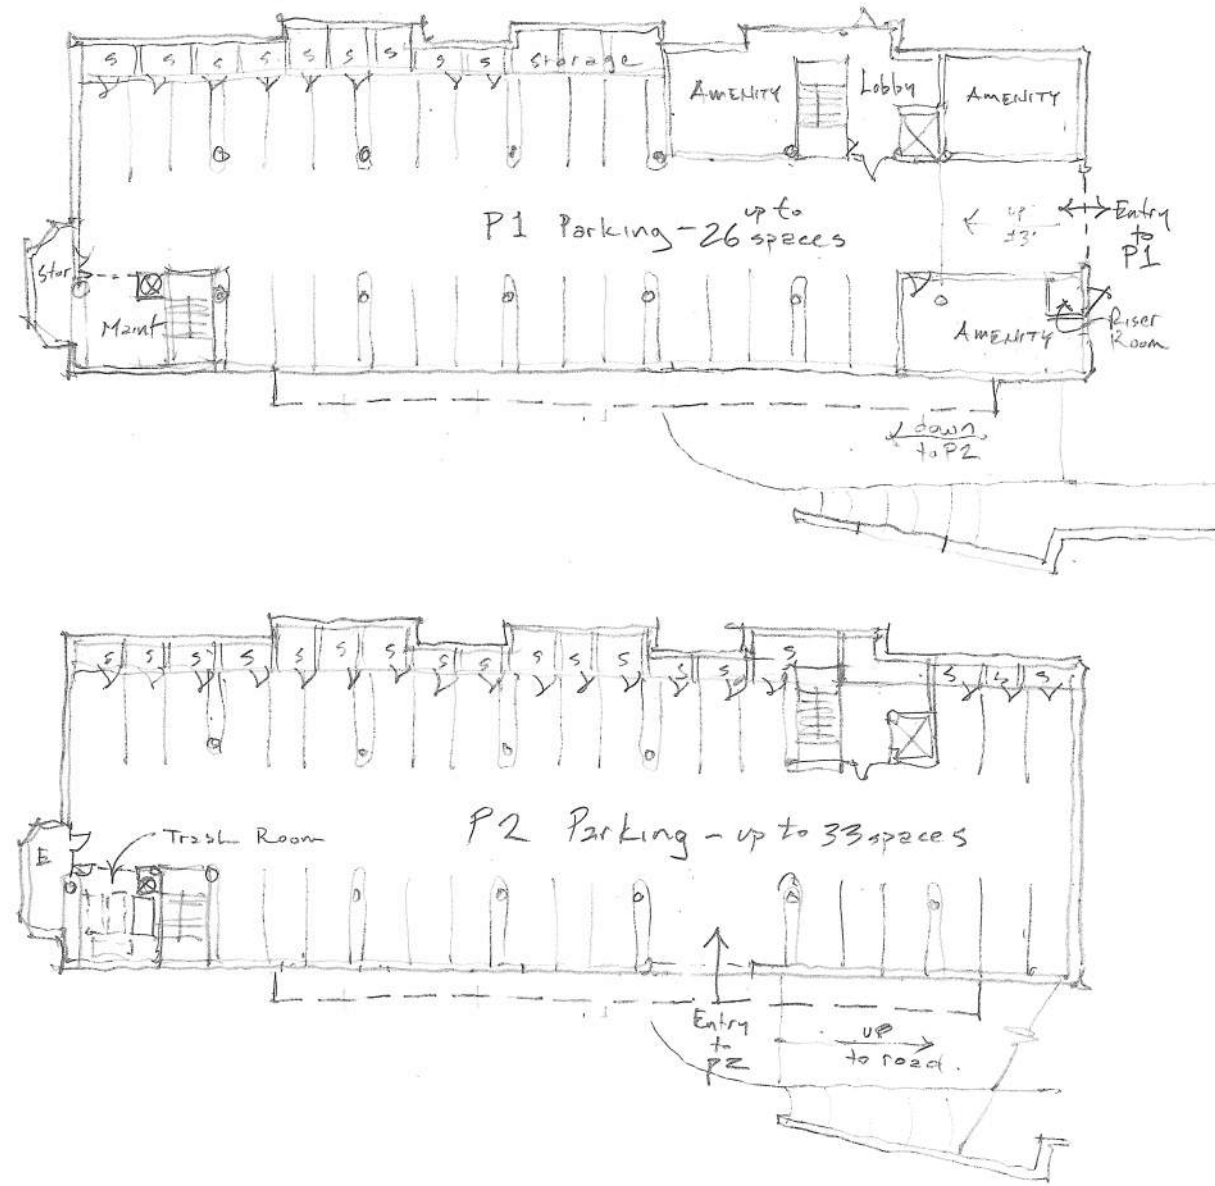 S S S S S S S S S Storage
AMENITY
Lobby
AMENITY
P1 Parking - 26 spaces
up to
up
±3'
Entry
to
P1
Stor
Maint
AMENITY
Riser
Room
down
to P2
S S S S S S S S S S S S S S S S S
S
P2 Parking - up to 33 spaces
Trash Room
E
Entry
to
P2
up
to road.